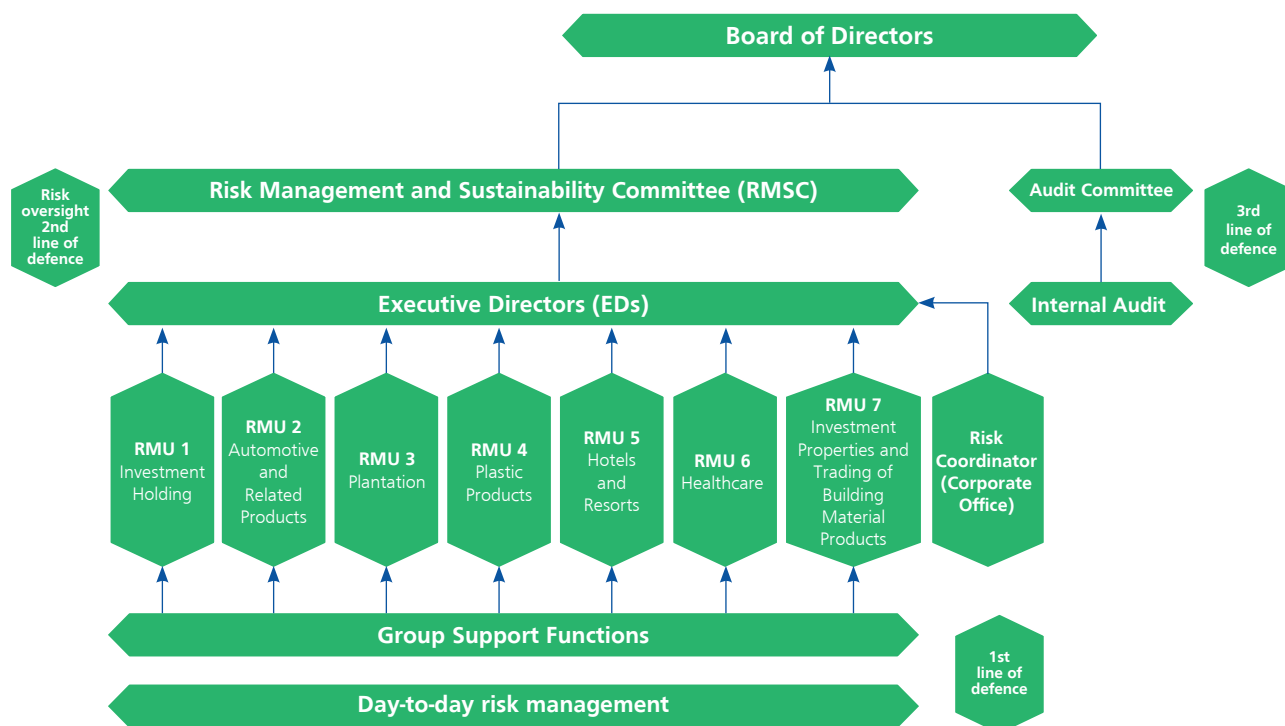 Board of Directors
Risk
oversight
2nd
line of
defence
Risk Management and Sustainability Committee (RMSC)
Audit Committee
3rd
line of
defence
Executive Directors (EDs)
Internal Audit
RMU 1
Investment
Holding
RMU 2
Automotive
and
Related
Products
RMU 3
Plantation
RMU 4
Plastic
Products
RMU 5
Hotels
and
Resorts
RMU 6
Healthcare
RMU 7
Investment
Properties and
Trading of
Building
Material
Products
Risk
Coordinator
(Corporate
Office)
Group Support Functions
1st
line of
defence
Day-to-day risk management